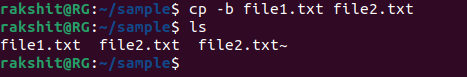 rakshit@RG:~/sample$ cp -b file1.txt file2.txt
rakshit@RG:~/sample$ ls
file1.txt  file2.txt  file2.txt~
rakshit@RG:~/sample$